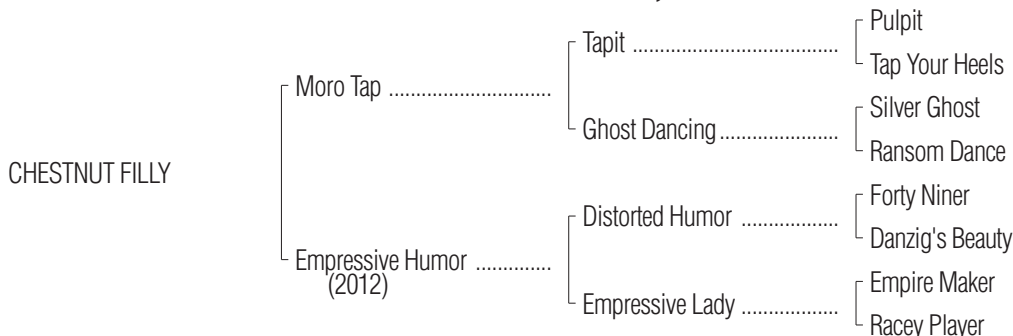 Pulpit
Tapit ......................................
Tap Your Heels
Moro Tap ..............................
Silver Ghost
Ghost Dancing ......................
Ransom Dance
CHESTNUT FILLY
Forty Niner
Distorted Humor ..................
Danzig's Beauty
Empressive Humor ..............
(2012)
Empire Maker
Empressive Lady ..................
Racey Player